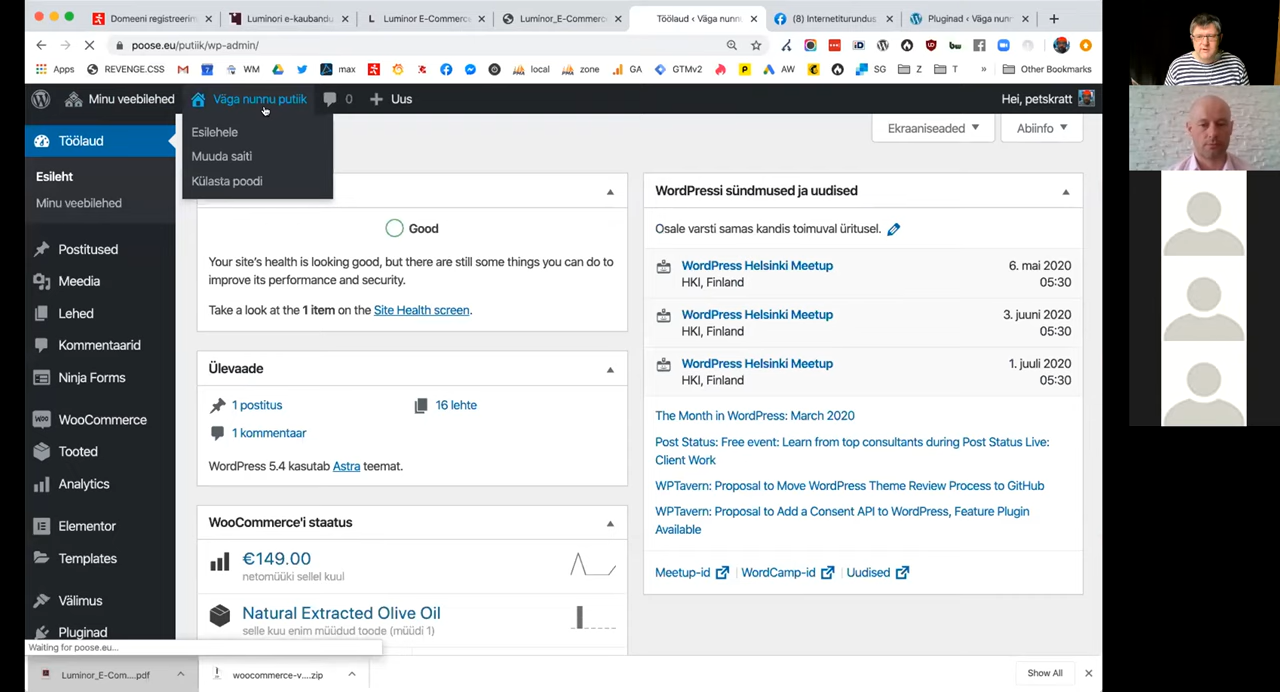 Domeeni registreerim
Luminori e-kaubandu
Luminor E-Commerce
Luminor_E-Commerc
Töölaud ‹ Väga nunnu
(8) Internetiturundus
Pluginad ‹ Väga nunn
poose.eu/putiik/wp-admin/
Apps
REVENGE.CSS
WM
max
local
zone
GA
GTMv2
AW
SG
Z
T
»
Other Bookmarks
Minu veebilehed
Väga nunnu putiik
0
Uus
Hei, petskratt
Esilehele
Muuda saiti
Külasta poodi
Ekraaniseaded
Abiinfo
Töölaud
Esileht
Minu veebilehed
Postitused
Meedia
Lehed
Kommentaarid
Ninja Forms
WooCommerce
Tooted
Analytics
Elementor
Templates
Välimus
Pluginad
Good
Your site's health is looking good, but there are still some things you can do to
improve its performance and security.
Take a look at the 1 item on the Site Health screen.
Ülevaade
1 postitus
16 lehte
1 kommentaar
WordPress 5.4 kasutab Astra teemat.
WooCommerce'i staatus
€149.00
netomüüki sellel kuul
Natural Extracted Olive Oil
selle kuu enim müüdud toode (müüdi 1)
WordPressi sündmused ja uudised
Osale varsti samas kandis toimuval üritusel.
WordPress Helsinki Meetup
6. mai 2020
HKI, Finland
05:30
WordPress Helsinki Meetup
3. juuni 2020
HKI, Finland
05:30
WordPress Helsinki Meetup
1. juuli 2020
HKI, Finland
05:30
The Month in WordPress: March 2020
Post Status: Free event: Learn from top consultants during Post Status Live:
Client Work
WPTavern: Proposal to Move WordPress Theme Review Process to GitHub
WPTavern: Proposal to Add a Consent API to WordPress, Feature Plugin
Available
Meetup-id
WordCamp-id
Uudised
Waiting for poose.eu...
Luminor_E-Com....pdf
woocommerce-v....zip
Show All